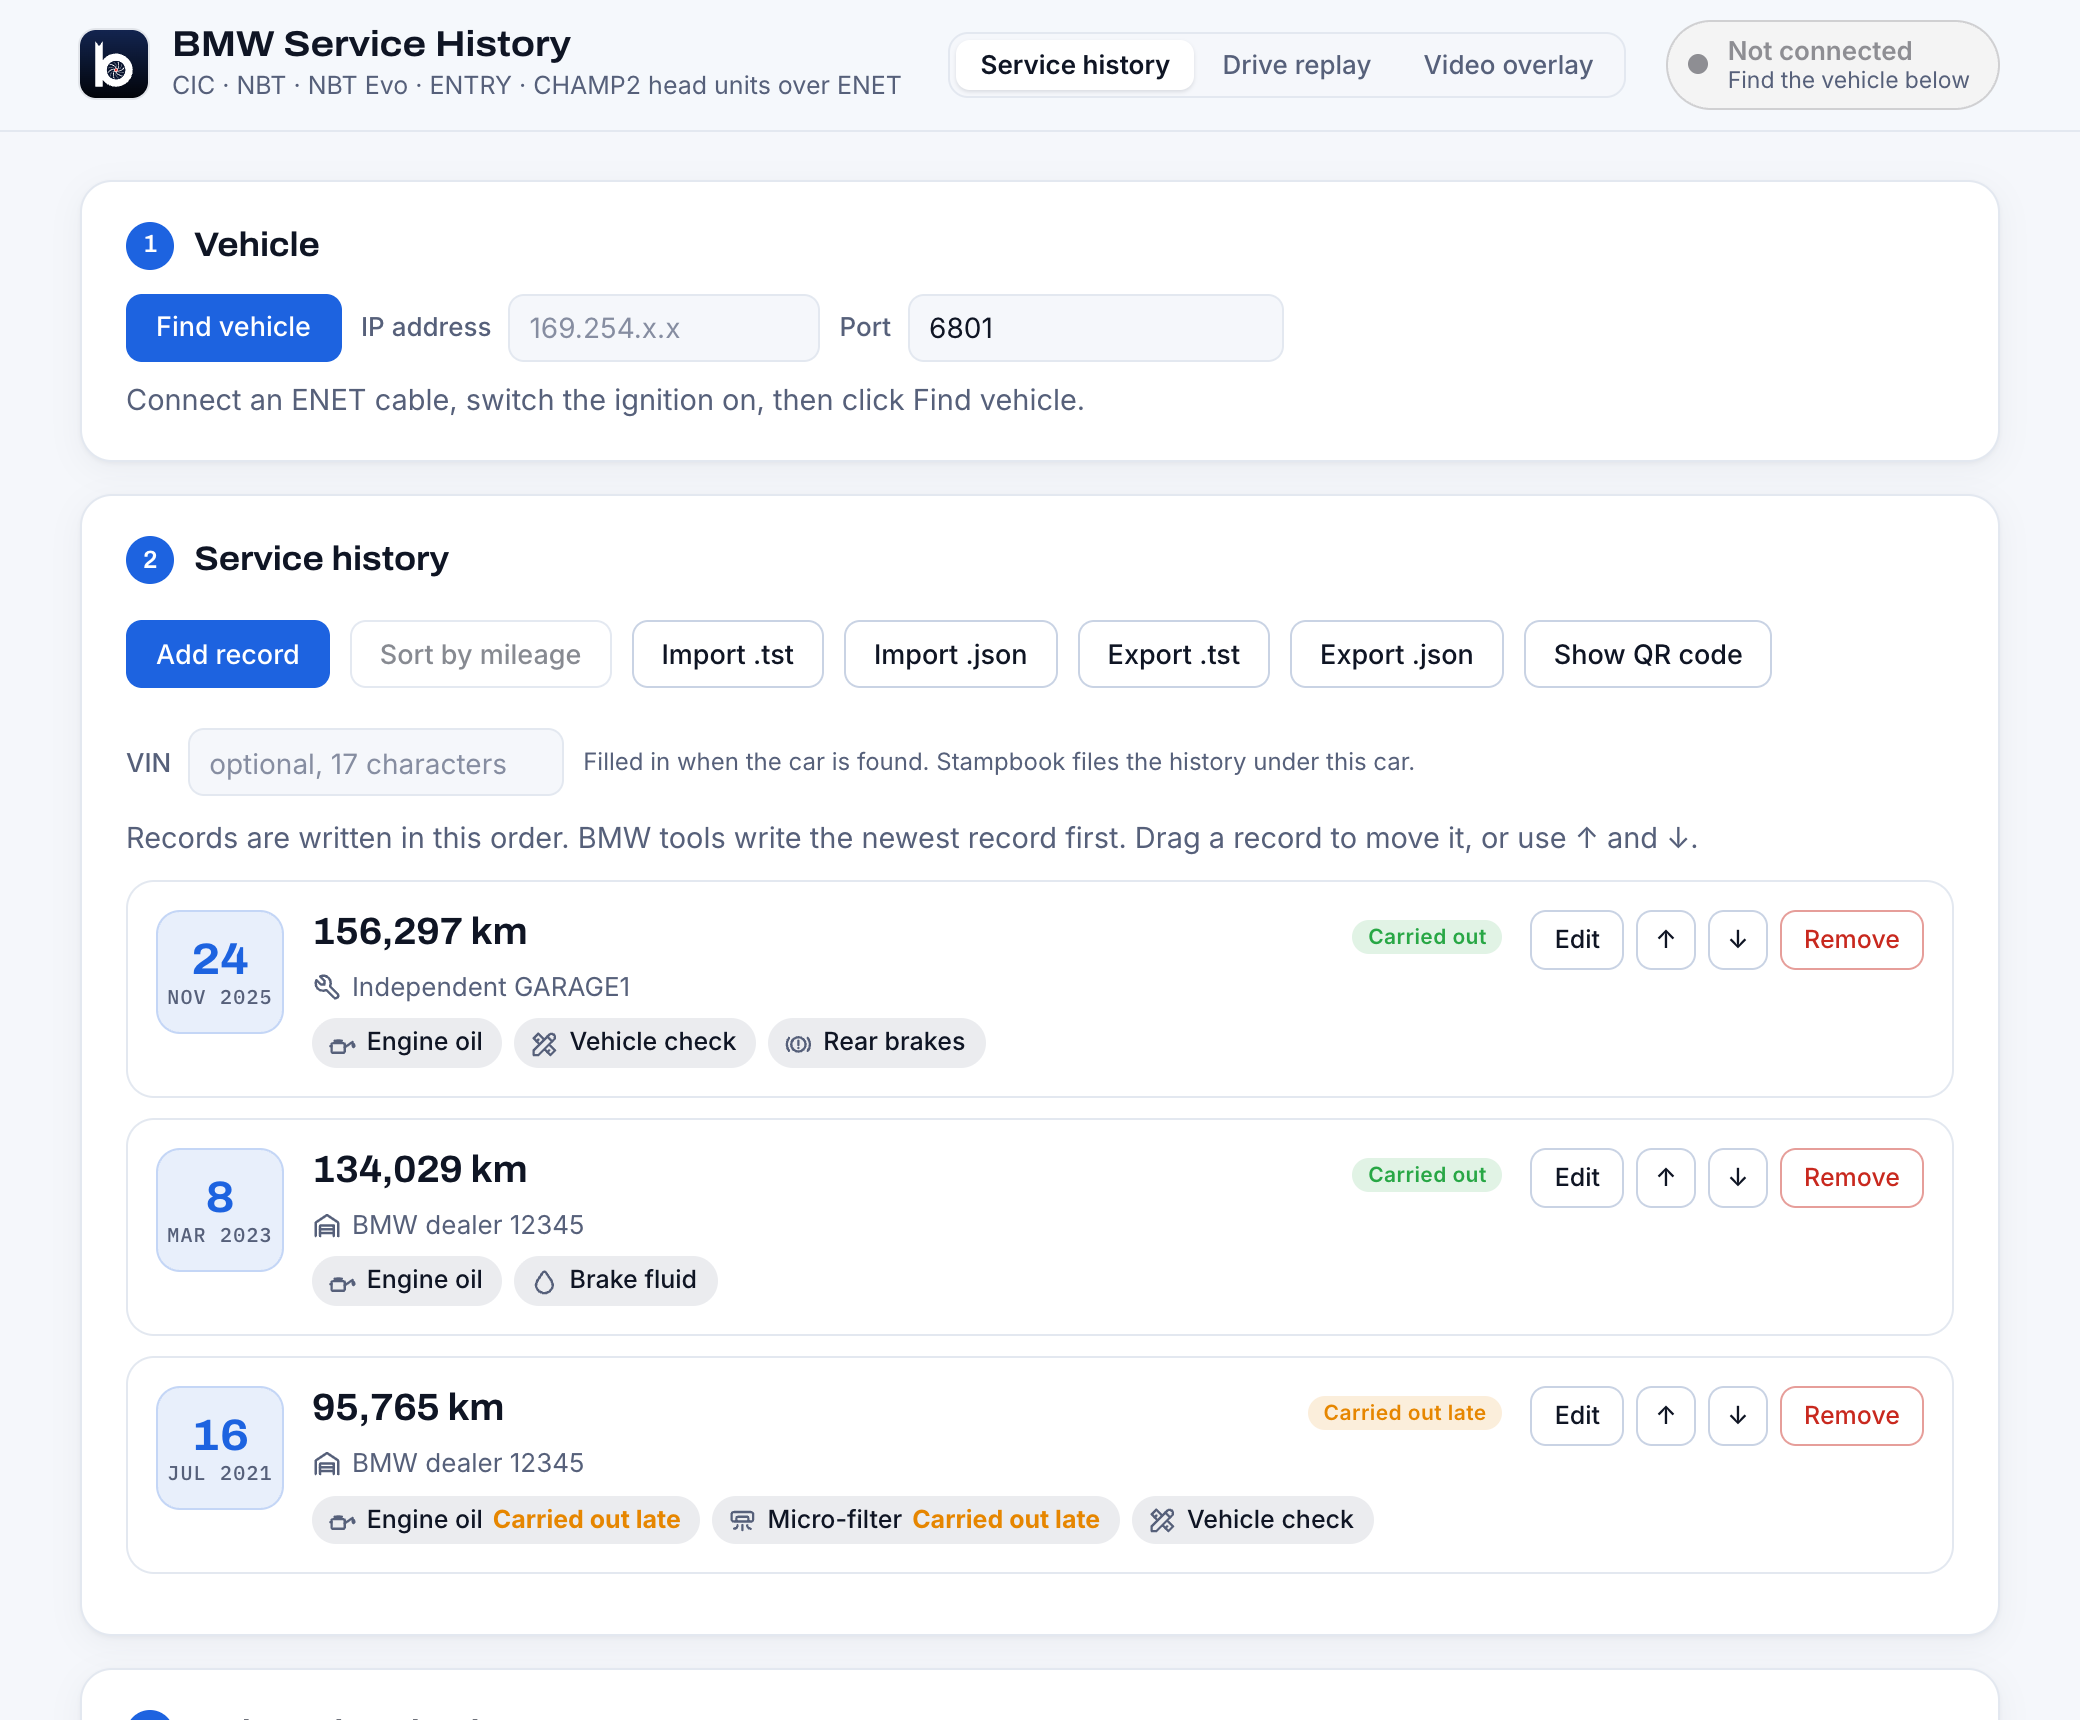 BMW Service History
CIC · NBT · NBT Evo · ENTRY · CHAMP2 head units over ENET
Service history
Drive replay
Video overlay
Not connected
Find the vehicle below
1 Vehicle
Find vehicle
IP address
169.254.x.x
Port
6801
Connect an ENET cable, switch the ignition on, then click Find vehicle.
2 Service history
Add record
Sort by mileage
Import .tst
Import .json
Export .tst
Export .json
Show QR code
VIN
optional, 17 characters
Filled in when the car is found. Stampbook files the history under this car.
Records are written in this order. BMW tools write the newest record first. Drag a record to move it, or use ↑ and ↓.
24
NOV 2025
156,297 km
Independent GARAGE1
Engine oil
Vehicle check
Rear brakes
Carried out
Edit
↑
↓
Remove
8
MAR 2023
134,029 km
BMW dealer 12345
Engine oil
Brake fluid
Carried out
Edit
↑
↓
Remove
16
JUL 2021
95,765 km
BMW dealer 12345
Engine oil Carried out late
Micro-filter Carried out late
Vehicle check
Carried out late
Edit
↑
↓
Remove